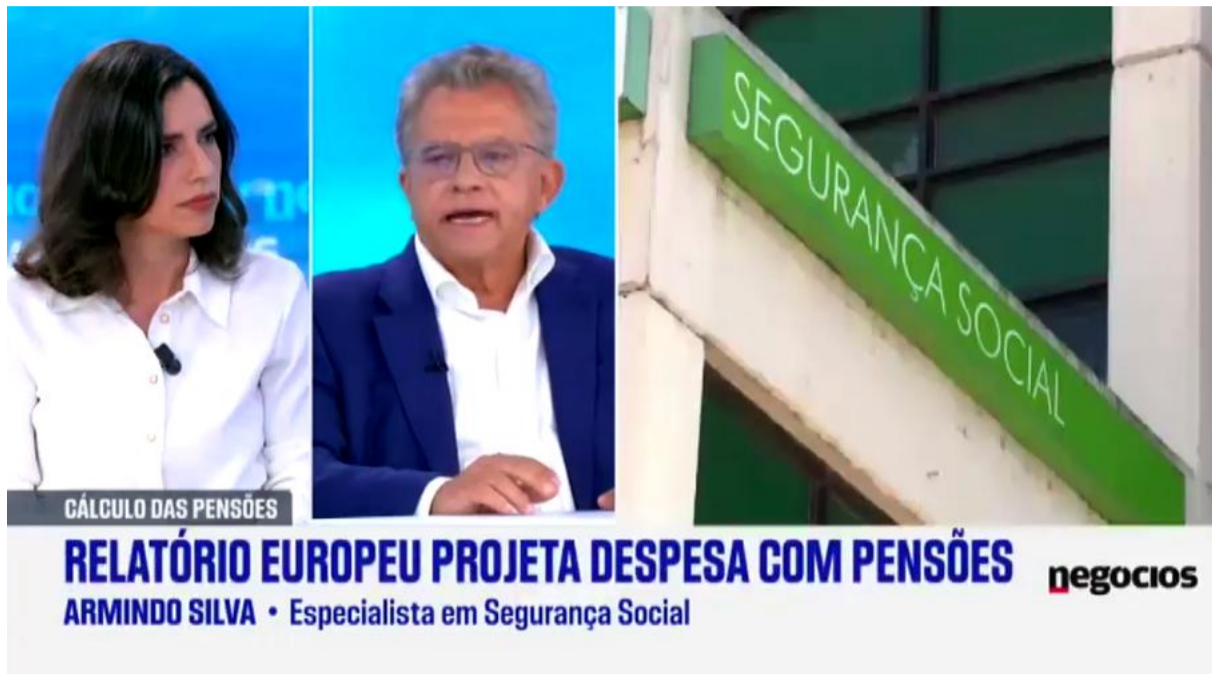 SEGURANÇA SOCIAL
CÁLCULO DAS PENSÕES
RELATÓRIO EUROPEU PROJETA DESPESA COM PENSÕES
ARMINDO SILVA • Especialista em Segurança Social
negocios